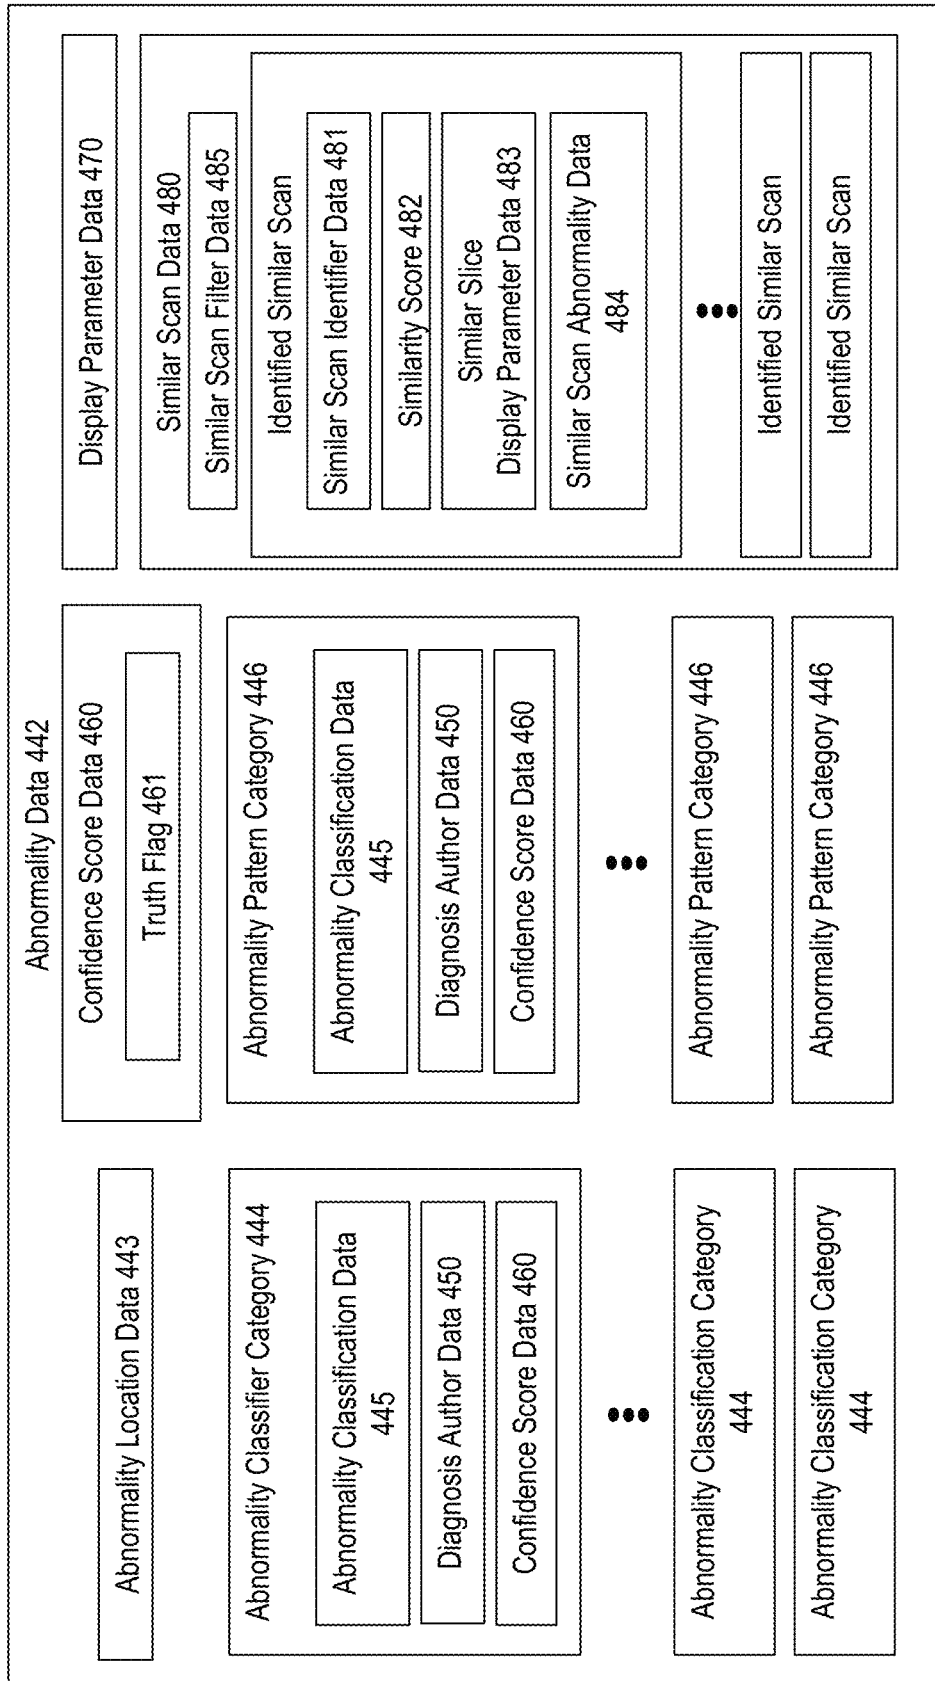 Abnormality Data 442
Abnormality Location Data 443
Abnormality Classifier Category 444
Abnormality Classification Data
445
Diagnosis Author Data 450
Confidence Score Data 460
Abnormality Classification Category
444
Abnormality Classification Category
444
Confidence Score Data 460
Truth Flag 461
Abnormality Pattern Category 446
Abnormality Classification Data
445
Diagnosis Author Data 450
Confidence Score Data 460
Abnormality Pattern Category 446
Abnormality Pattern Category 446
Display Parameter Data 470
Similar Scan Data 480
Similar Scan Filter Data 485
Identified Similar Scan
Similar Scan Identifier Data 481
Similarity Score 482
Similar Slice
Display Parameter Data 483
Similar Scan Abnormality Data
484
Identified Similar Scan
Identified Similar Scan